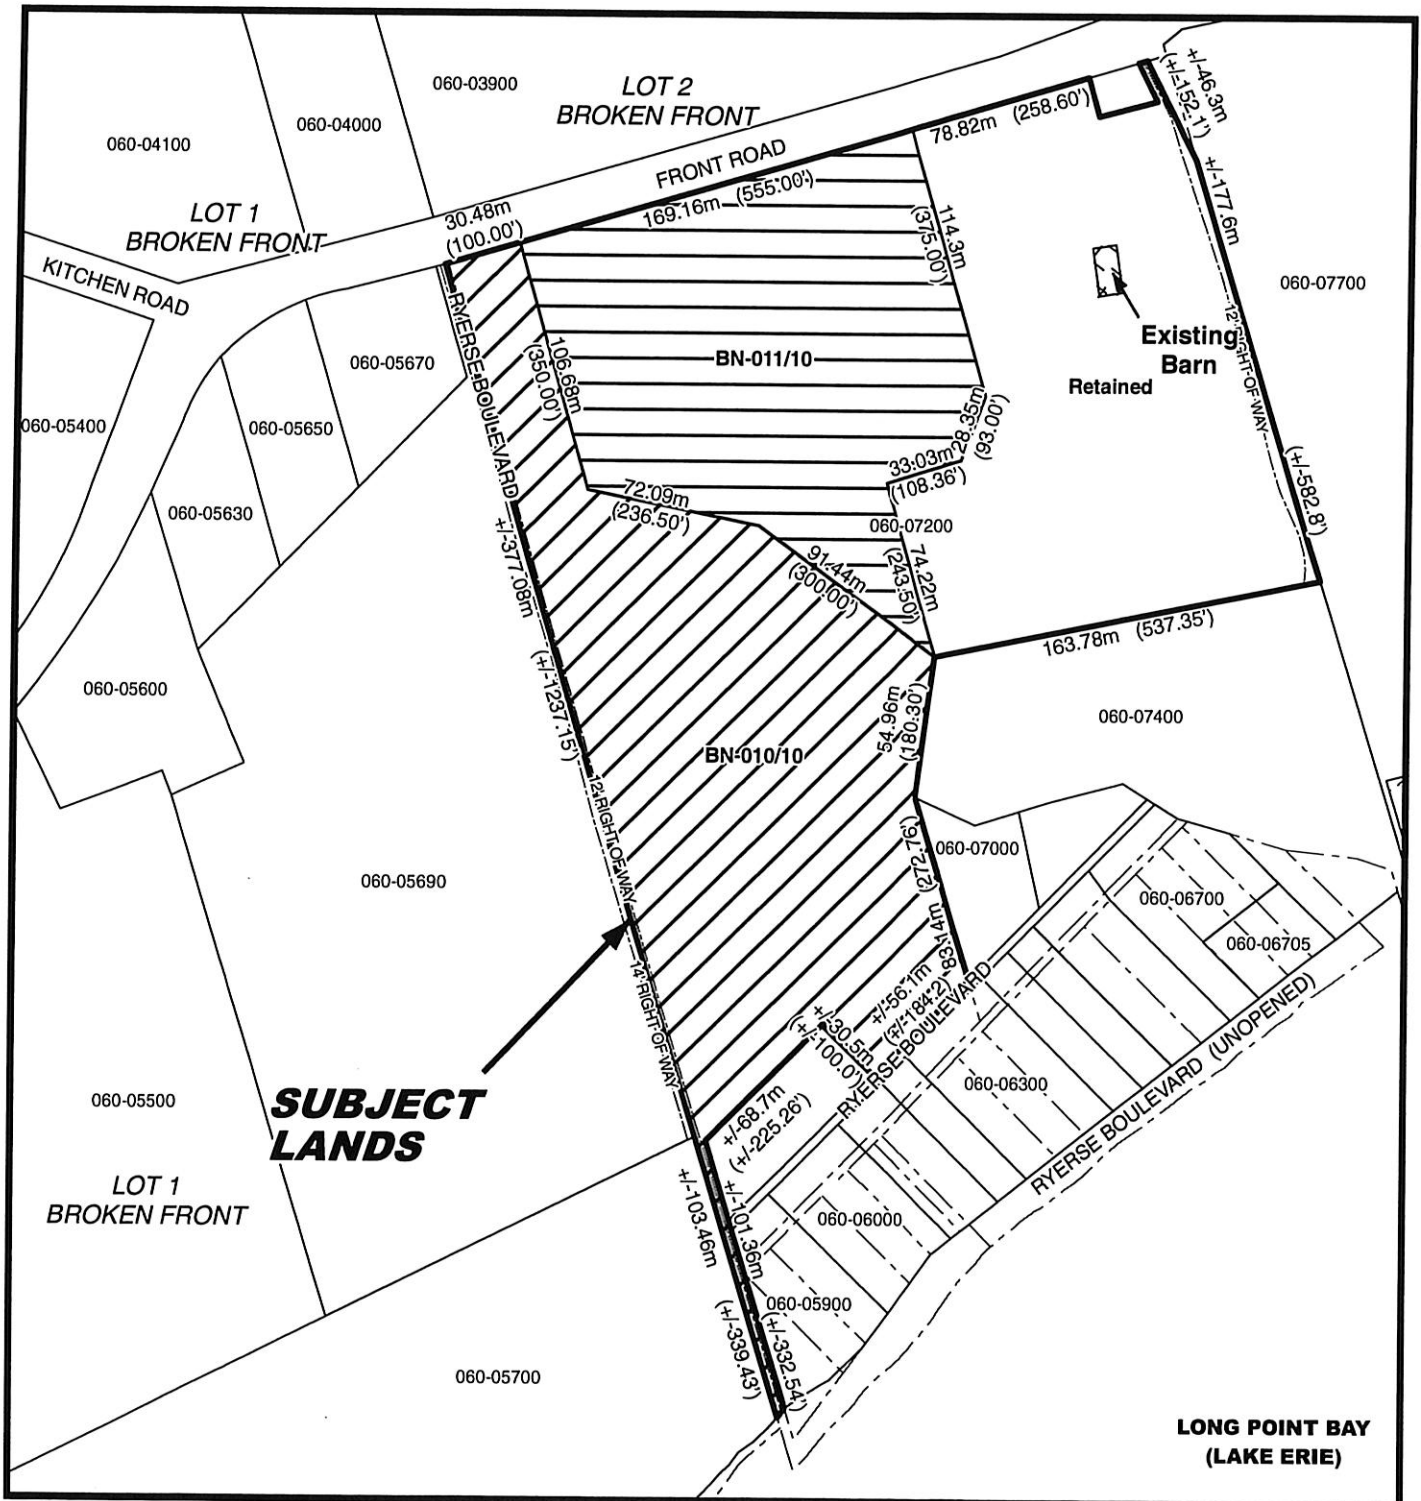 060-03900
LOT 2
BROKEN FRONT
060-04000
060-04100
LOT 1
BROKEN FRONT
KITCHEN ROAD
FRONT ROAD
30.48m
(100.00')
169.16m (555.00')
78.82m (258.60')
+/-46.3m
(+/-152.1')
+/-177.6m
(+/-582.8')
12' RIGHT OF WAY
060-07700
114.3m
(375.00')
Existing
Barn
Retained
BN-011/10
28.35m
(93.00')
33.03m
(108.36')
060-07200
74.22m
(243.50')
106.68m
(350.00')
RYERSE BOULEVARD
060-05670
060-05650
060-05400
060-05630
060-05600
72.09m
(236.50')
91.44m
(300.00')
+/-377.08m
(+/-1237.15')
163.78m (537.35')
060-07400
54.96m
(180.30')
BN-010/10
12' RIGHT OF WAY
060-05690
060-07000
060-06700
060-06705
83.14m (272.76')
14' RIGHT OF WAY
+/-56.1m
(+/-184.2)
+/-30.5m
(+/-100.0')
RYERSE BOULEVARD
060-06300
RYERSE BOULEVARD (UNOPENED)
+/-68.7m
(+/-225.26')
SUBJECT
LANDS
060-05500
LOT 1
BROKEN FRONT
+/-103.46m
(+/-339.43')
+/-101.36m
(+/-332.54')
060-06000
060-05900
060-05700
LONG POINT BAY
(LAKE ERIE)